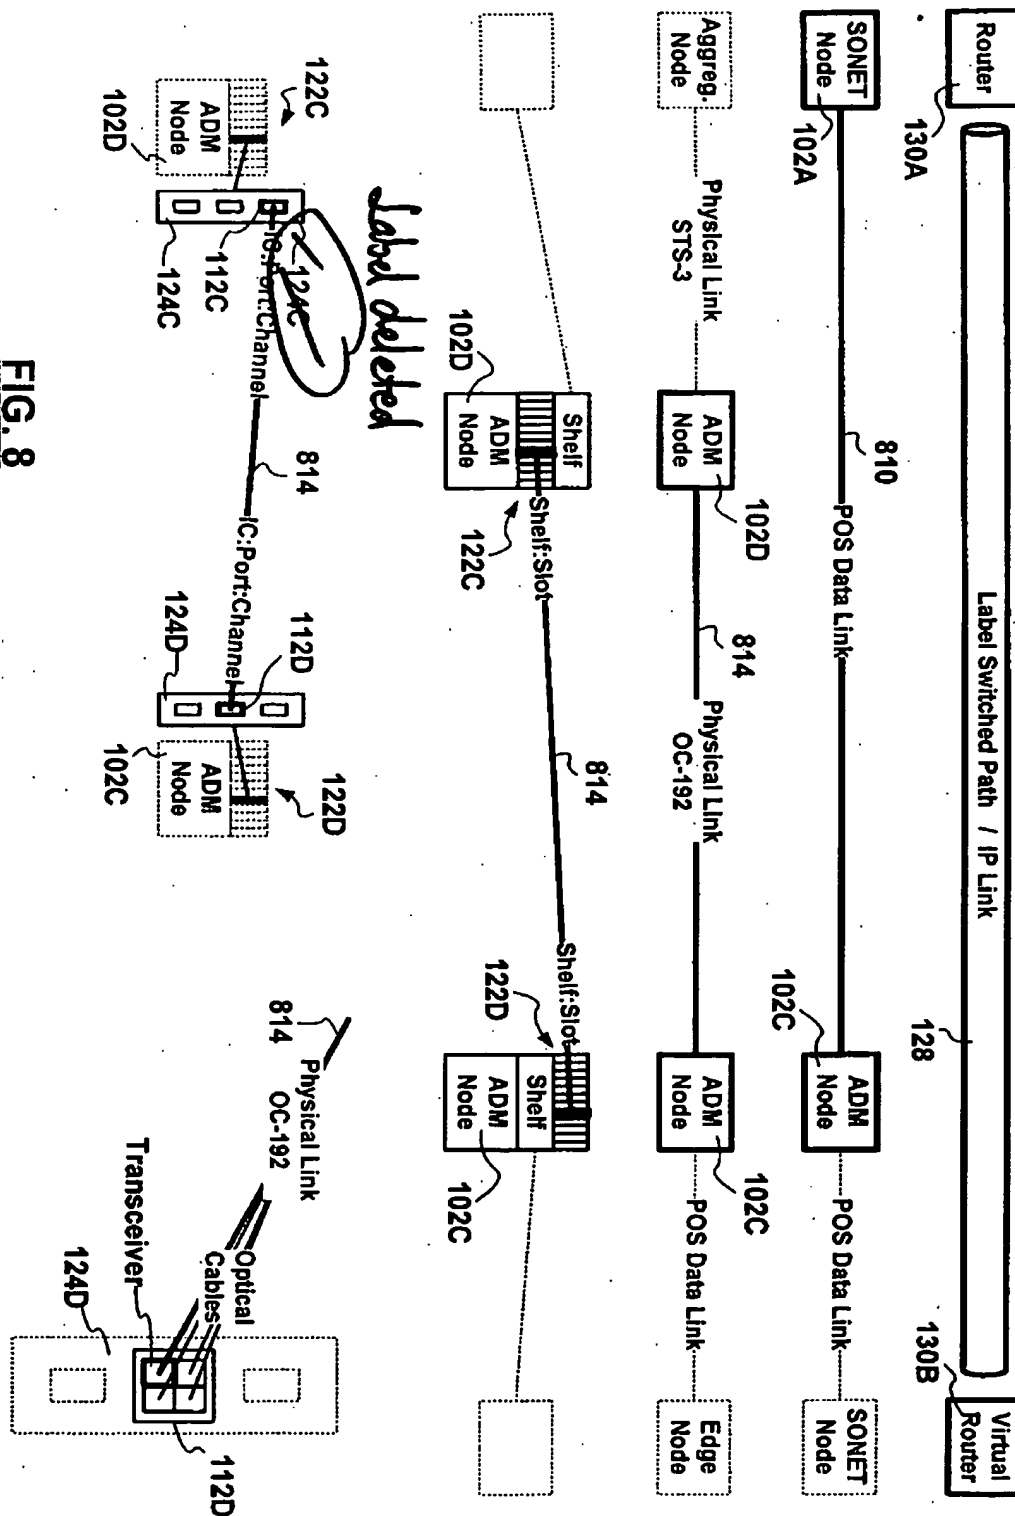 Router
130A
Label Switched Path / IP Link
128
130B
Virtual
Router
SONET
Node
102A
810
POS Data Link
102C
ADM
Node
POS Data Link
SONET
Node
Aggreg.
Node
Physical Link
STS-3
ADM
Node
102D
814
Physical Link
OC-192
ADM
Node
102C
POS Data Link
Edge
Node
Shelf
ADM
Node
102D
122C
Shelf:Slot
814
Shelf:Slot
122D
Shelf
ADM
Node
102C
Label deleted
122C
ADM
Node
102D
124C
112C
124C
IC:Port:Channel
814
IC:Port:Channel
112D
124D
122D
ADM
Node
102C
814
Physical Link
OC-192
Optical
Cables
Transceiver
124D
112D
FIG. 8